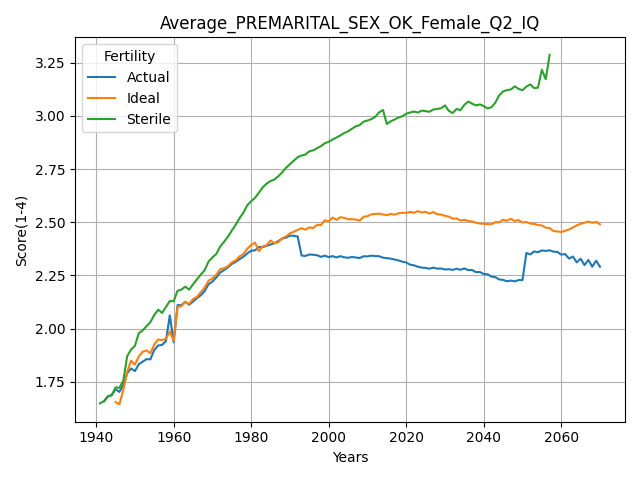 Average_PREMARITAL_SEX_OK_Female_Q2_IQ
Fertility
Actual
Ideal
Sterile
3.25
3.00
2.75
2.50
2.25
2.00
1.75
Score(1-4)
1940 1960 1980 2000 2020 2040 2060
Years